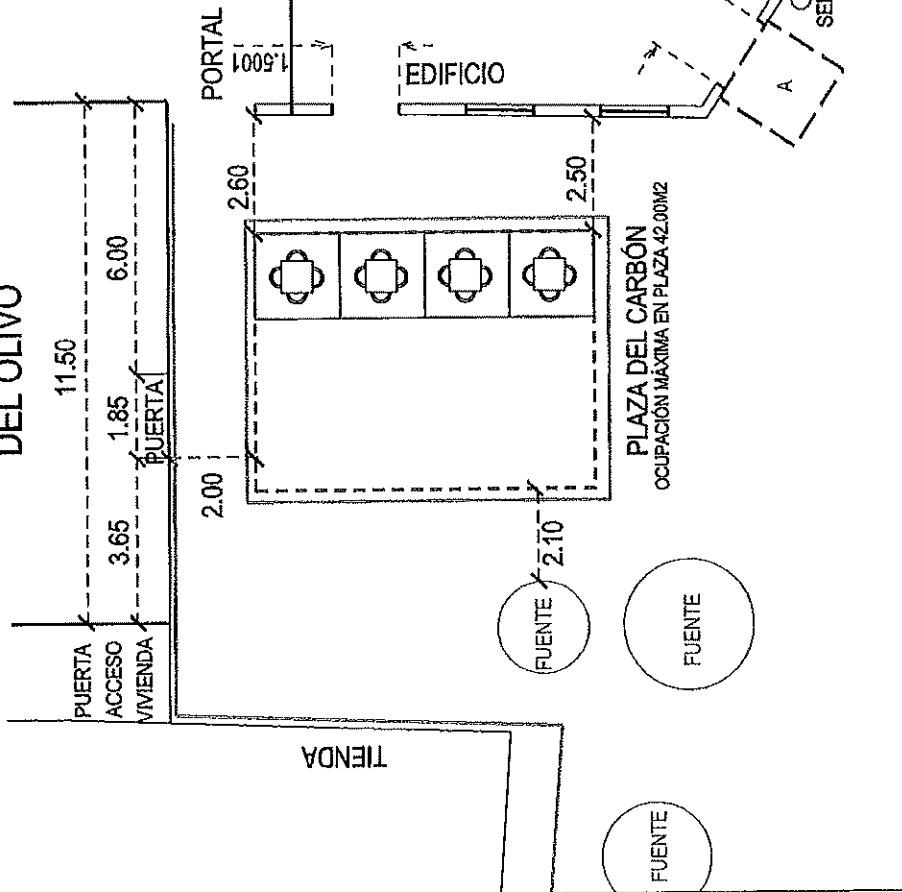 DEL OLIVO
11.50
3.65
1.85
6.00
PUERTA
ACCESO
VIVIENDA
PUERTA
PORTAL
1.5001
EDIFICIO
2.60
2.00
2.50
2.10
PLAZA DEL CARBÓN
OCUPACIÓN MÁXIMA EN PLAZA 42.00M2
FUENTE
FUENTE
FUENTE
TIENDA
A